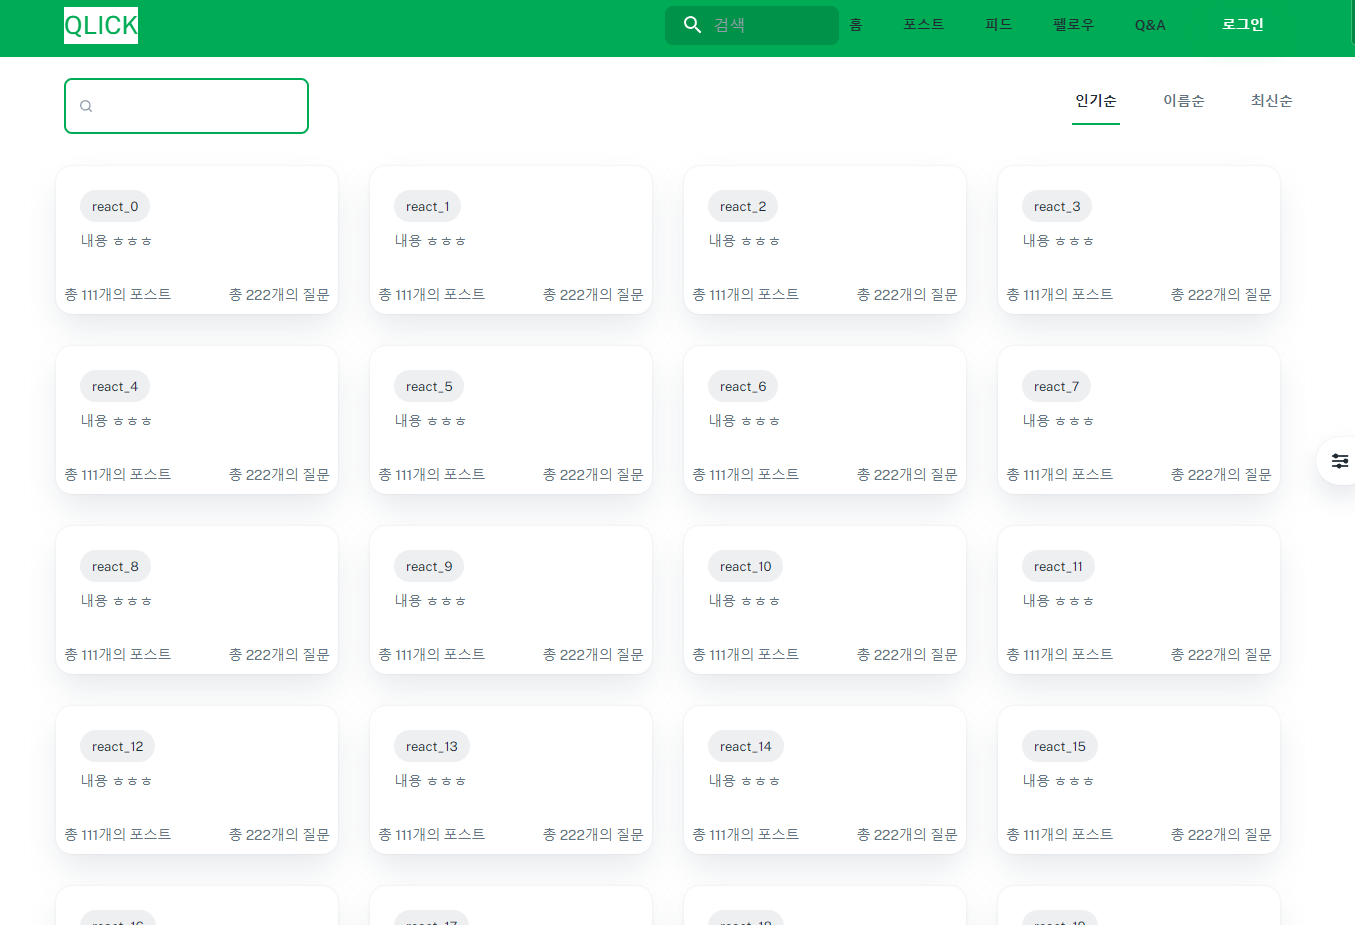 QLICK 검색 홈 포스트 피드 펠로우 Q&A 로그인
인기순 이름순 최신순
react_0 react_1 react_2 react_3
내용 ㅎㅎㅎ 내용 ㅎㅎㅎ 내용 ㅎㅎㅎ 내용 ㅎㅎㅎ
총 111개의 포스트 총 222개의 질문 총 111개의 포스트 총 222개의 질문 총 111개의 포스트 총 222개의 질문 총 111개의 포스트 총 222개의 질문
react_4 react_5 react_6 react_7
내용 ㅎㅎㅎ 내용 ㅎㅎㅎ 내용 ㅎㅎㅎ 내용 ㅎㅎㅎ
총 111개의 포스트 총 222개의 질문 총 111개의 포스트 총 222개의 질문 총 111개의 포스트 총 222개의 질문 총 111개의 포스트 총 222개의 질문
react_8 react_9 react_10 react_11
내용 ㅎㅎㅎ 내용 ㅎㅎㅎ 내용 ㅎㅎㅎ 내용 ㅎㅎㅎ
총 111개의 포스트 총 222개의 질문 총 111개의 포스트 총 222개의 질문 총 111개의 포스트 총 222개의 질문 총 111개의 포스트 총 222개의 질문
react_12 react_13 react_14 react_15
내용 ㅎㅎㅎ 내용 ㅎㅎㅎ 내용 ㅎㅎㅎ 내용 ㅎㅎㅎ
총 111개의 포스트 총 222개의 질문 총 111개의 포스트 총 222개의 질문 총 111개의 포스트 총 222개의 질문 총 111개의 포스트 총 222개의 질문